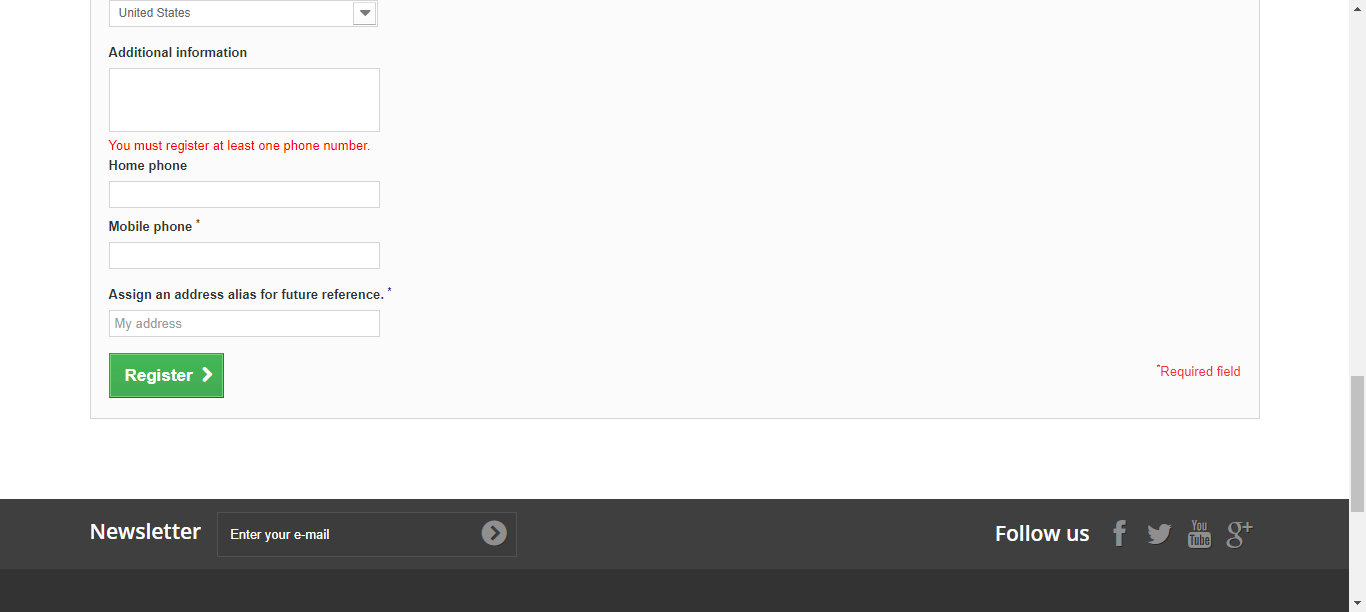 United States
Additional information
You must register at least one phone number.
Home phone
Mobile phone *
Assign an address alias for future reference. *
My address
Register
*Required field
Newsletter
Enter your e-mail
Follow us
f
You
Tube
g+